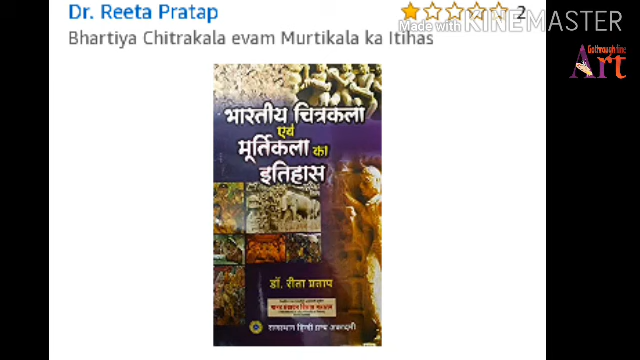 Dr. Reeta Pratap
2
Made with KINEMASTER
Bhartiya Chitrakala evam Murtikala ka Itihas
Gothroughfine
Art
भारतीय चित्रकला
एवं
मूर्तिकला का
इतिहास
डॉ. रीता प्रताप
राजस्थान हिन्दी ग्रन्थ अकादमी